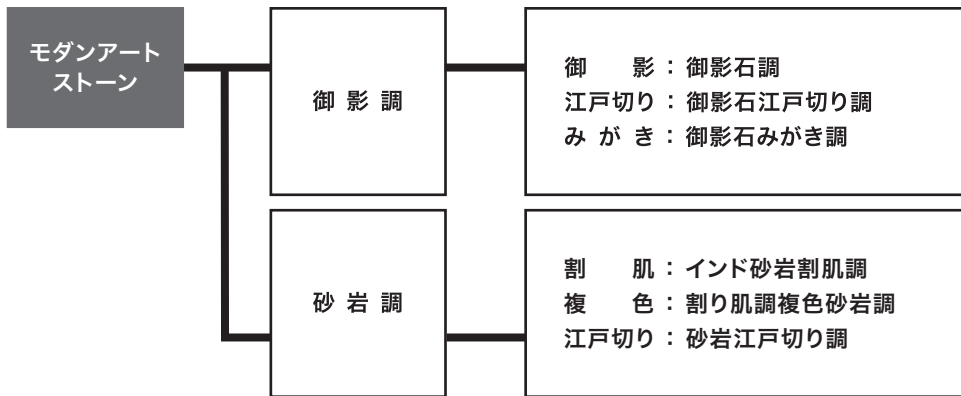 モダンアート
ストーン
御影調
御　影：御影石調
江戸切り：御影石江戸切り調
みがき：御影石みがき調
砂岩調
割　肌：インド砂岩割肌調
複　色：割り肌調複色砂岩調
江戸切り：砂岩江戸切り調